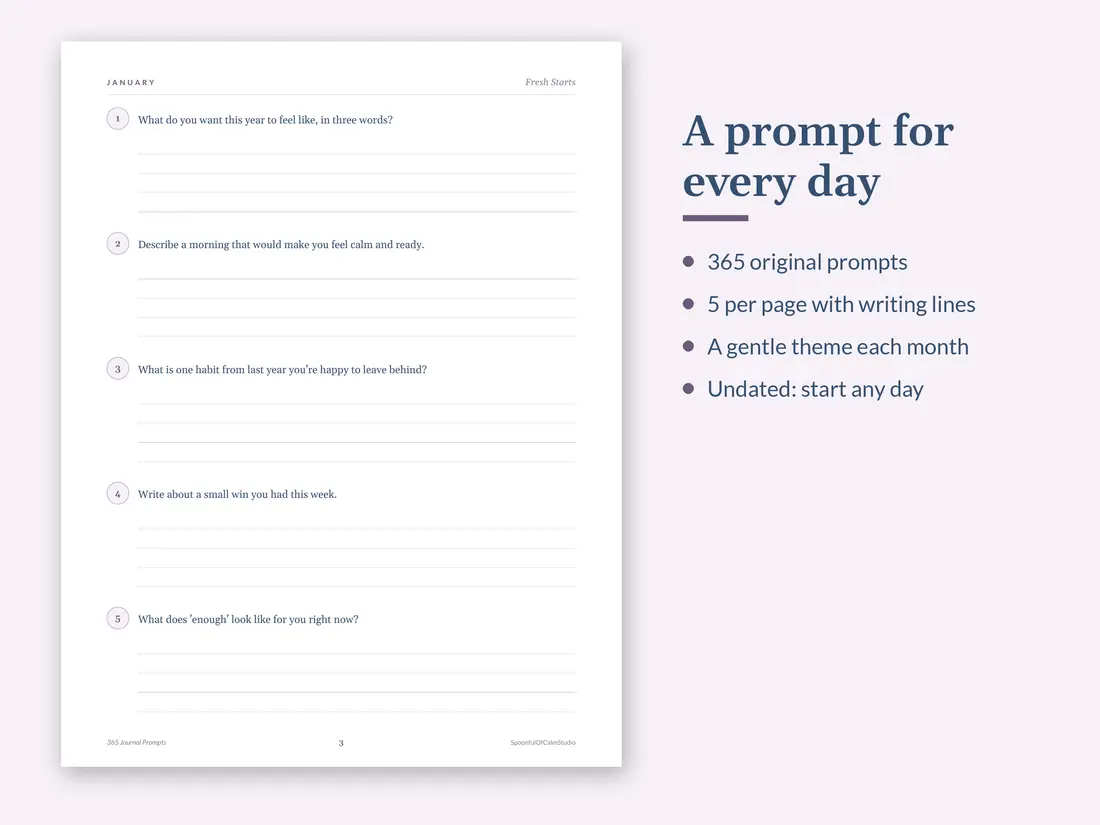 JANUARY
Fresh Starts
1
What do you want this year to feel like, in three words?
2
Describe a morning that would make you feel calm and ready.
3
What is one habit from last year you're happy to leave behind?
4
Write about a small win you had this week.
5
What does 'enough' look like for you right now?
365 Journal Prompts
3
SpoonfulOfCalmStudio
A prompt for
every day
365 original prompts
5 per page with writing lines
A gentle theme each month
Undated: start any day